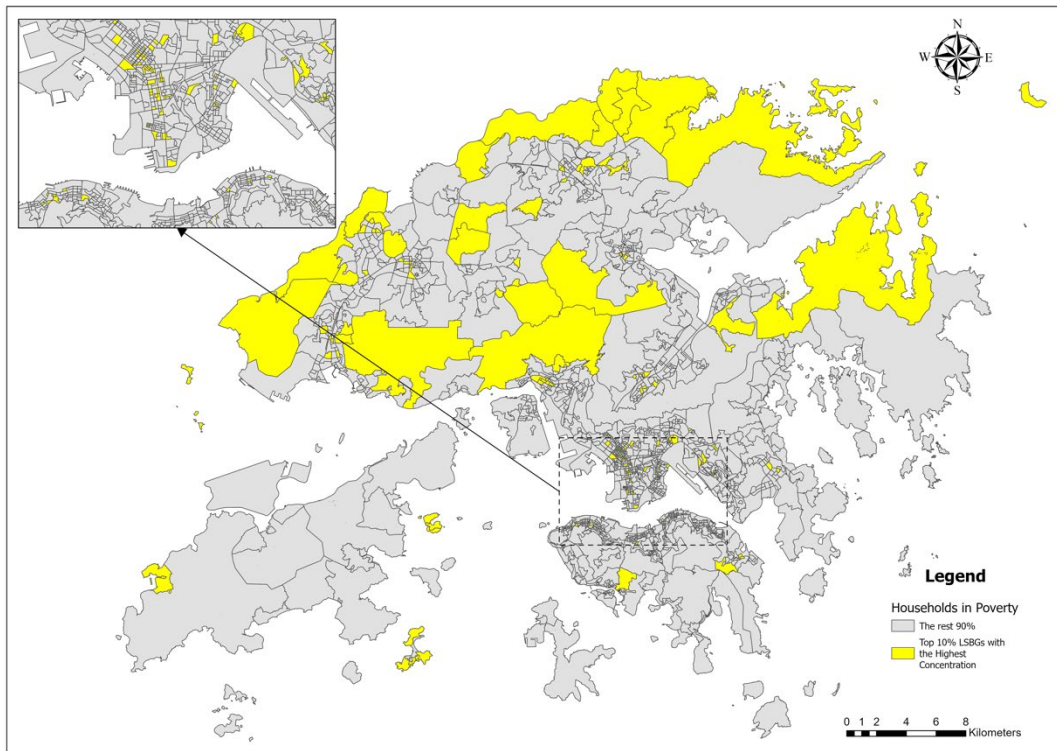 N
W E
S
Legend
Households in Poverty
The rest 90%
Top 10% LSBGs with
the Highest
Concentration
0 1 2 4 6 8
Kilometers